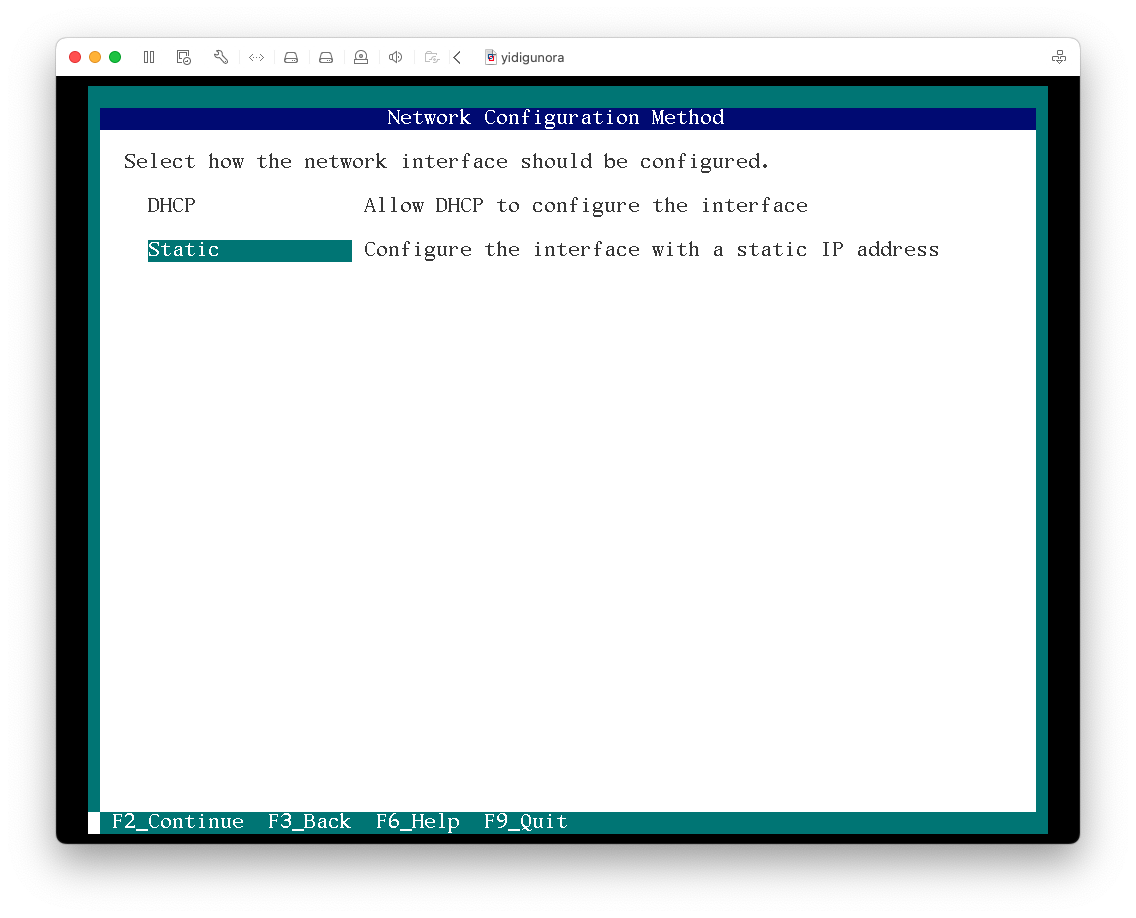 yidigunora
Network Configuration Method
Select how the network interface should be configured.
DHCP Allow DHCP to configure the interface
Static Configure the interface with a static IP address
F2_Continue F3_Back F6_Help F9_Quit